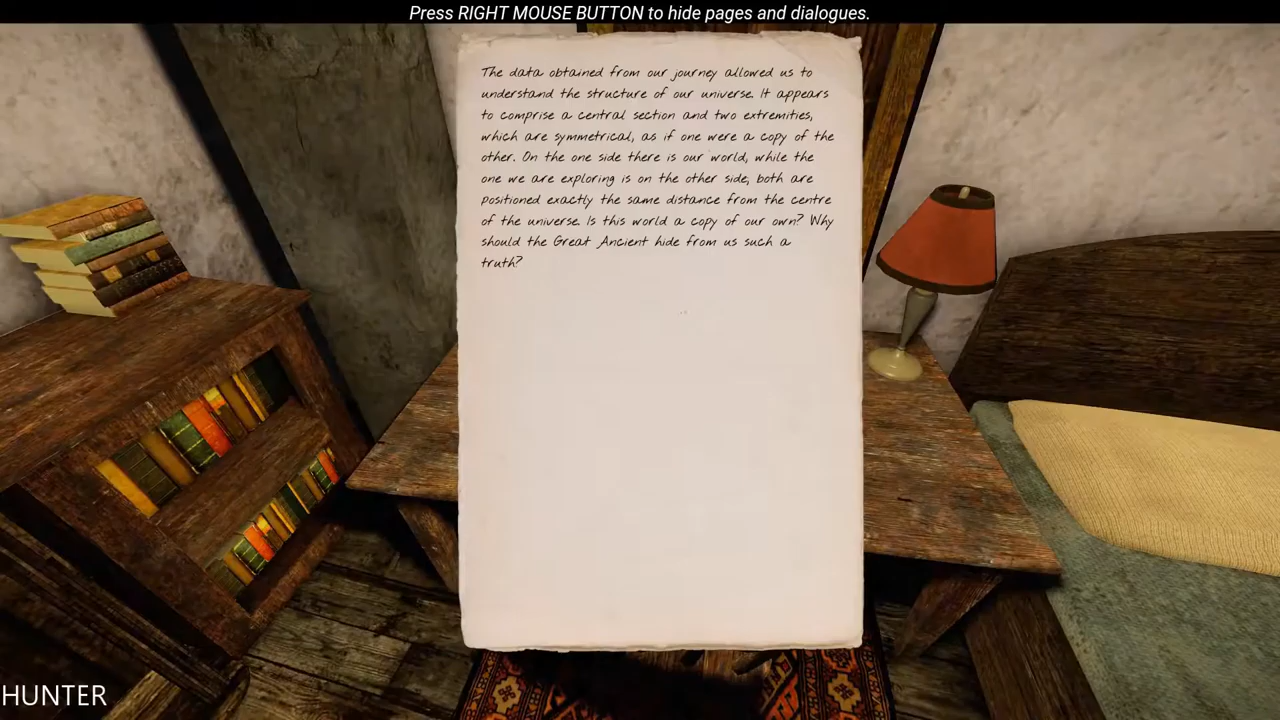 Press RIGHT MOUSE BUTTON to hide pages and dialogues.
The data obtained from our journey allowed us to
understand the structure of our universe. It appears
to comprise a central section and two extremities,
which are symmetrical, as if one were a copy of the
other. On the one side there is our world, while the
one we are exploring is on the other side, both are
positioned exactly the same distance from the centre
of the universe. Is this world a copy of our own? Why
should the Great Ancient hide from us such a
truth?
HUNTER